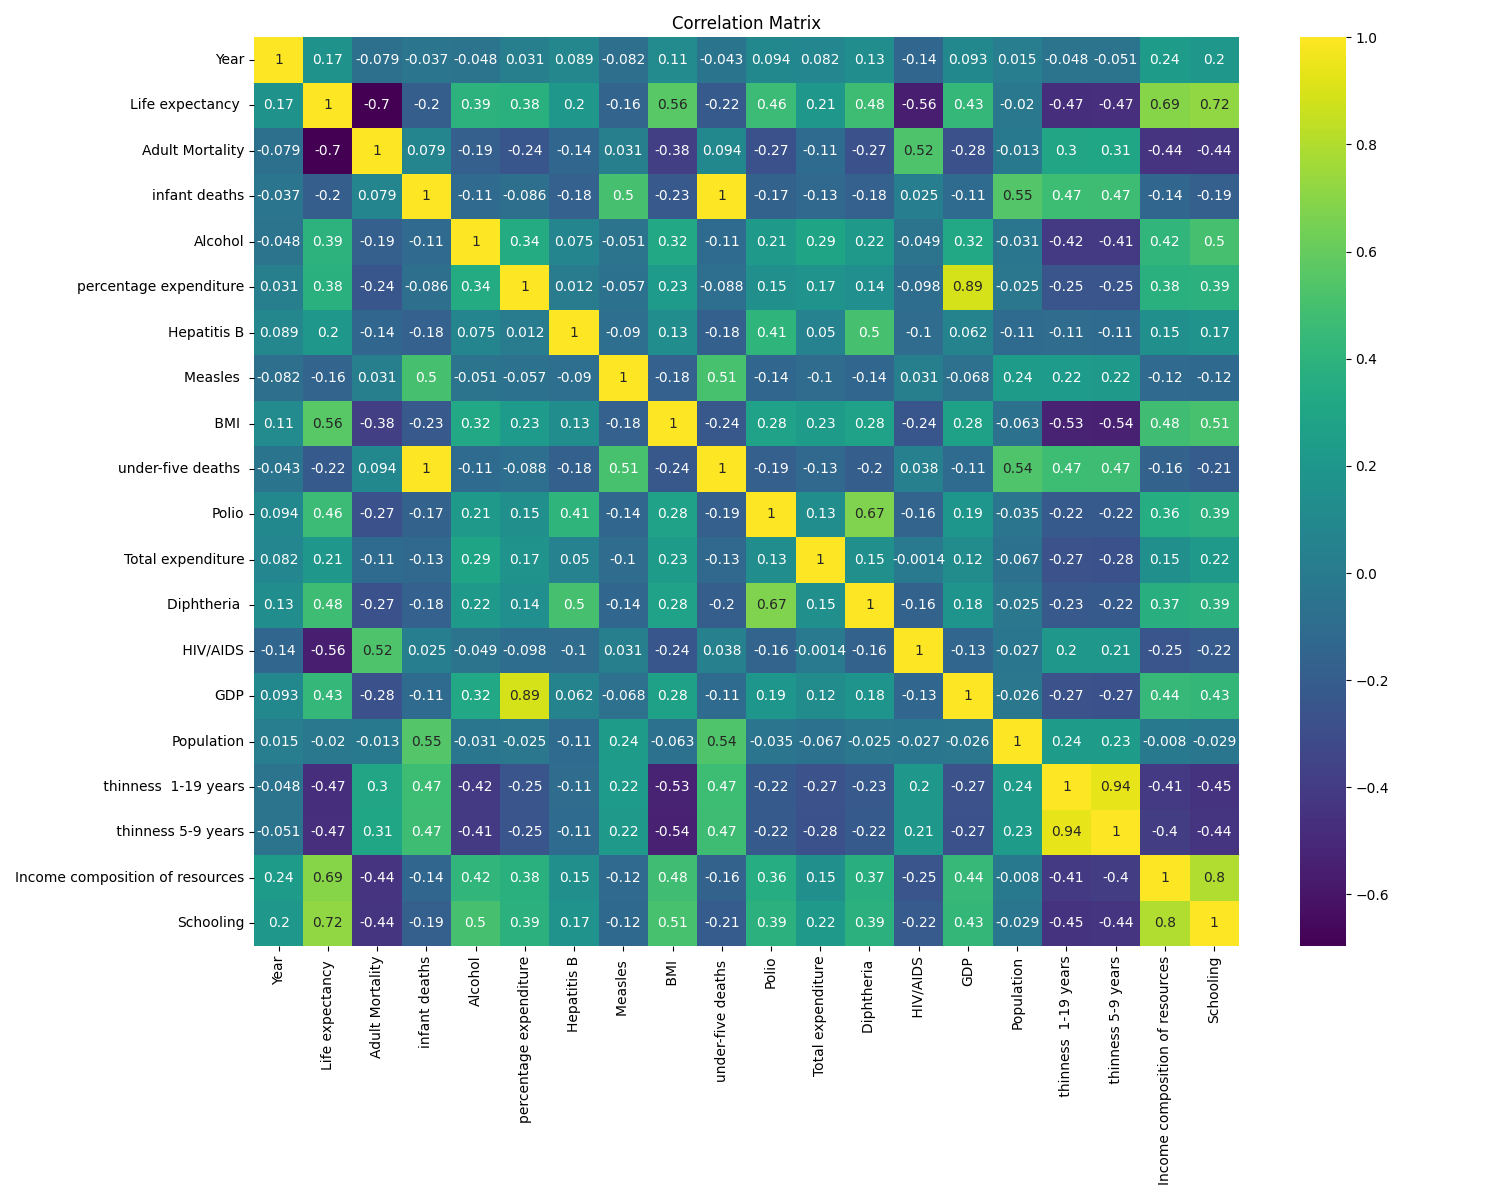 Correlation Matrix
Year 1 0.17 -0.079 -0.037 -0.048 0.031 0.089 -0.082 0.11 -0.043 0.094 0.082 0.13 -0.14 0.093 0.015 -0.048 -0.051 0.24 0.2
Life expectancy 0.17 1 -0.7 -0.2 0.39 0.38 0.2 -0.16 0.56 -0.22 0.46 0.21 0.48 -0.56 0.43 -0.02 -0.47 -0.47 0.69 0.72
Adult Mortality -0.079 -0.7 1 0.079 -0.19 -0.24 -0.14 0.031 -0.38 0.094 -0.27 -0.11 -0.27 0.52 -0.28 -0.013 0.3 0.31 -0.44 -0.44
infant deaths -0.037 -0.2 0.079 1 -0.11 -0.086 -0.18 0.5 -0.23 1 -0.17 -0.13 -0.18 0.025 -0.11 0.55 0.47 0.47 -0.14 -0.19
Alcohol -0.048 0.39 -0.19 -0.11 1 0.34 0.075 -0.051 0.32 -0.11 0.21 0.29 0.22 -0.049 0.32 -0.031 -0.42 -0.41 0.42 0.5
percentage expenditure 0.031 0.38 -0.24 -0.086 0.34 1 0.012 -0.057 0.23 -0.088 0.15 0.17 0.14 -0.098 0.89 -0.025 -0.25 -0.25 0.38 0.39
Hepatitis B 0.089 0.2 -0.14 -0.18 0.075 0.012 1 -0.09 0.13 -0.18 0.41 0.05 0.5 -0.1 0.062 -0.11 -0.11 -0.11 0.15 0.17
Measles -0.082 -0.16 0.031 0.5 -0.051 -0.057 -0.09 1 -0.18 0.51 -0.14 -0.1 -0.14 0.031 -0.068 0.24 0.22 0.22 -0.12 -0.12
BMI 0.11 0.56 -0.38 -0.23 0.32 0.23 0.13 -0.18 1 -0.24 0.28 0.23 0.28 -0.24 0.28 -0.063 -0.53 -0.54 0.48 0.51
under-five deaths -0.043 -0.22 0.094 1 -0.11 -0.088 -0.18 0.51 -0.24 1 -0.19 -0.13 -0.2 0.038 -0.11 0.54 0.47 0.47 -0.16 -0.21
Polio 0.094 0.46 -0.27 -0.17 0.21 0.15 0.41 -0.14 0.28 -0.19 1 0.13 0.67 -0.16 0.19 -0.035 -0.22 -0.22 0.36 0.39
Total expenditure 0.082 0.21 -0.11 -0.13 0.29 0.17 0.05 -0.1 0.23 -0.13 0.13 1 0.15 -0.0014 0.12 -0.067 -0.27 -0.28 0.15 0.22
Diphtheria 0.13 0.48 -0.27 -0.18 0.22 0.14 0.5 -0.14 0.28 -0.2 0.67 0.15 1 -0.16 0.18 -0.025 -0.23 -0.22 0.37 0.39
HIV/AIDS -0.14 -0.56 0.52 0.025 -0.049 -0.098 -0.1 0.031 -0.24 0.038 -0.16 -0.0014 -0.16 1 -0.13 -0.027 0.2 0.21 -0.25 -0.22
GDP 0.093 0.43 -0.28 -0.11 0.32 0.89 0.062 -0.068 0.28 -0.11 0.19 0.12 0.18 -0.13 1 -0.026 -0.27 -0.27 0.44 0.43
Population 0.015 -0.02 -0.013 0.55 -0.031 -0.025 -0.11 0.24 -0.063 0.54 -0.035 -0.067 -0.025 -0.027 -0.026 1 0.24 0.23 -0.008 -0.029
thinness  1-19 years -0.048 -0.47 0.3 0.47 -0.42 -0.25 -0.11 0.22 -0.53 0.47 -0.22 -0.27 -0.23 0.2 -0.27 0.24 1 0.94 -0.41 -0.45
thinness 5-9 years -0.051 -0.47 0.31 0.47 -0.41 -0.25 -0.11 0.22 -0.54 0.47 -0.22 -0.28 -0.22 0.21 -0.27 0.23 0.94 1 -0.4 -0.44
Income composition of resources 0.24 0.69 -0.44 -0.14 0.42 0.38 0.15 -0.12 0.48 -0.16 0.36 0.15 0.37 -0.25 0.44 -0.008 -0.41 -0.4 1 0.8
Schooling 0.2 0.72 -0.44 -0.19 0.5 0.39 0.17 -0.12 0.51 -0.21 0.39 0.22 0.39 -0.22 0.43 -0.029 -0.45 -0.44 0.8 1
Year
Life expectancy
Adult Mortality
infant deaths
Alcohol
percentage expenditure
Hepatitis B
Measles
BMI
under-five deaths
Polio
Total expenditure
Diphtheria
HIV/AIDS
GDP
Population
thinness  1-19 years
thinness 5-9 years
Income composition of resources
Schooling
1.0
0.8
0.6
0.4
0.2
0.0
−0.2
−0.4
−0.6